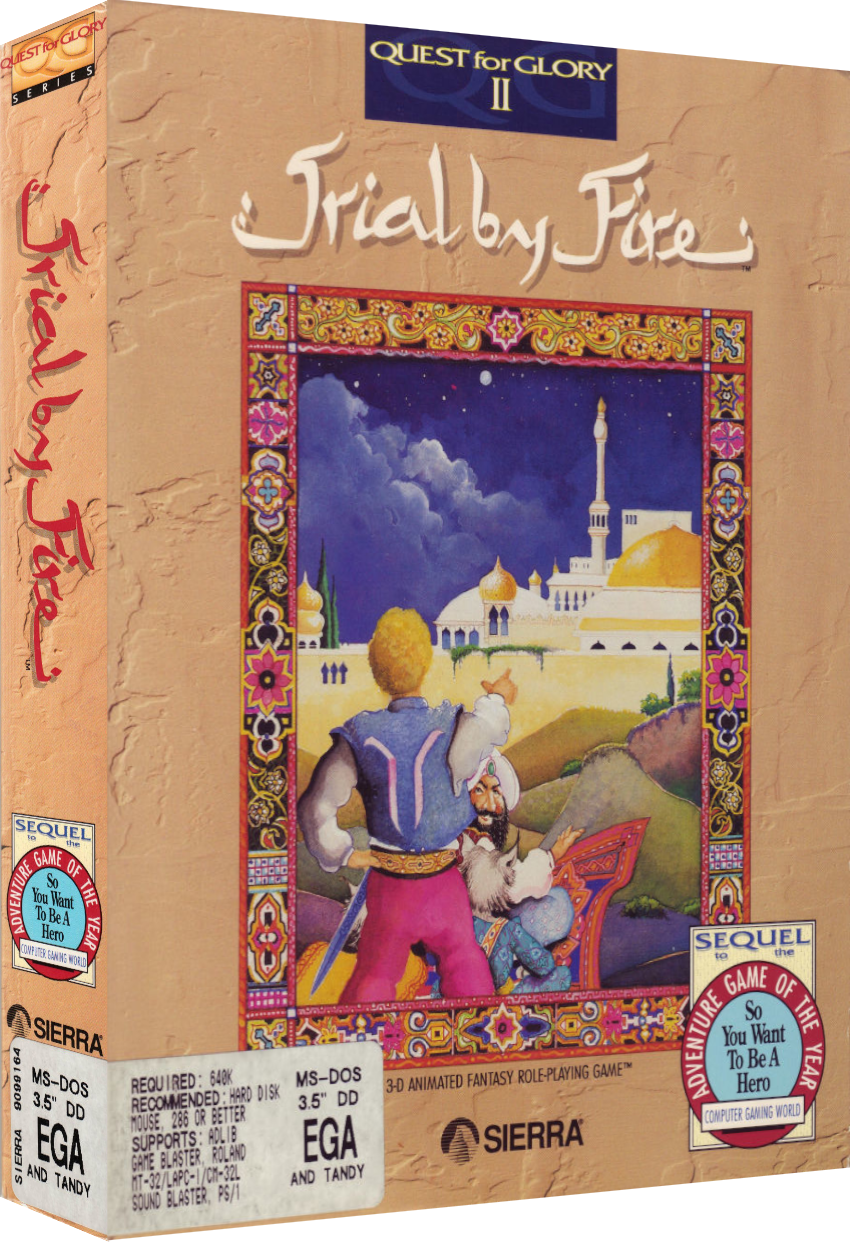 QUEST for GLORY
SERIES
Trial by Fire
TM
SEQUEL
to the
ADVENTURE GAME OF THE YEAR
So
You Want
To Be A
Hero
COMPUTER GAMING WORLD
SIERRA®
SIERRA 9099164
MS-DOS
3.5" DD
EGA
AND TANDY
QUEST for GLORY
II
Trial by Fire
TM
3-D ANIMATED FANTASY ROLE-PLAYING GAME™
SIERRA®
SEQUEL
to the
ADVENTURE GAME OF THE YEAR
So
You Want
To Be A
Hero
COMPUTER GAMING WORLD
REQUIRED: 640K
RECOMMENDED: HARD DISK
MOUSE, 286 OR BETTER
SUPPORTS: ADLIB
GAME BLASTER, ROLAND
MT-32/LAPC-1/CM-32L
SOUND BLASTER, PS/1
MS-DOS
3.5" DD
EGA
AND TANDY